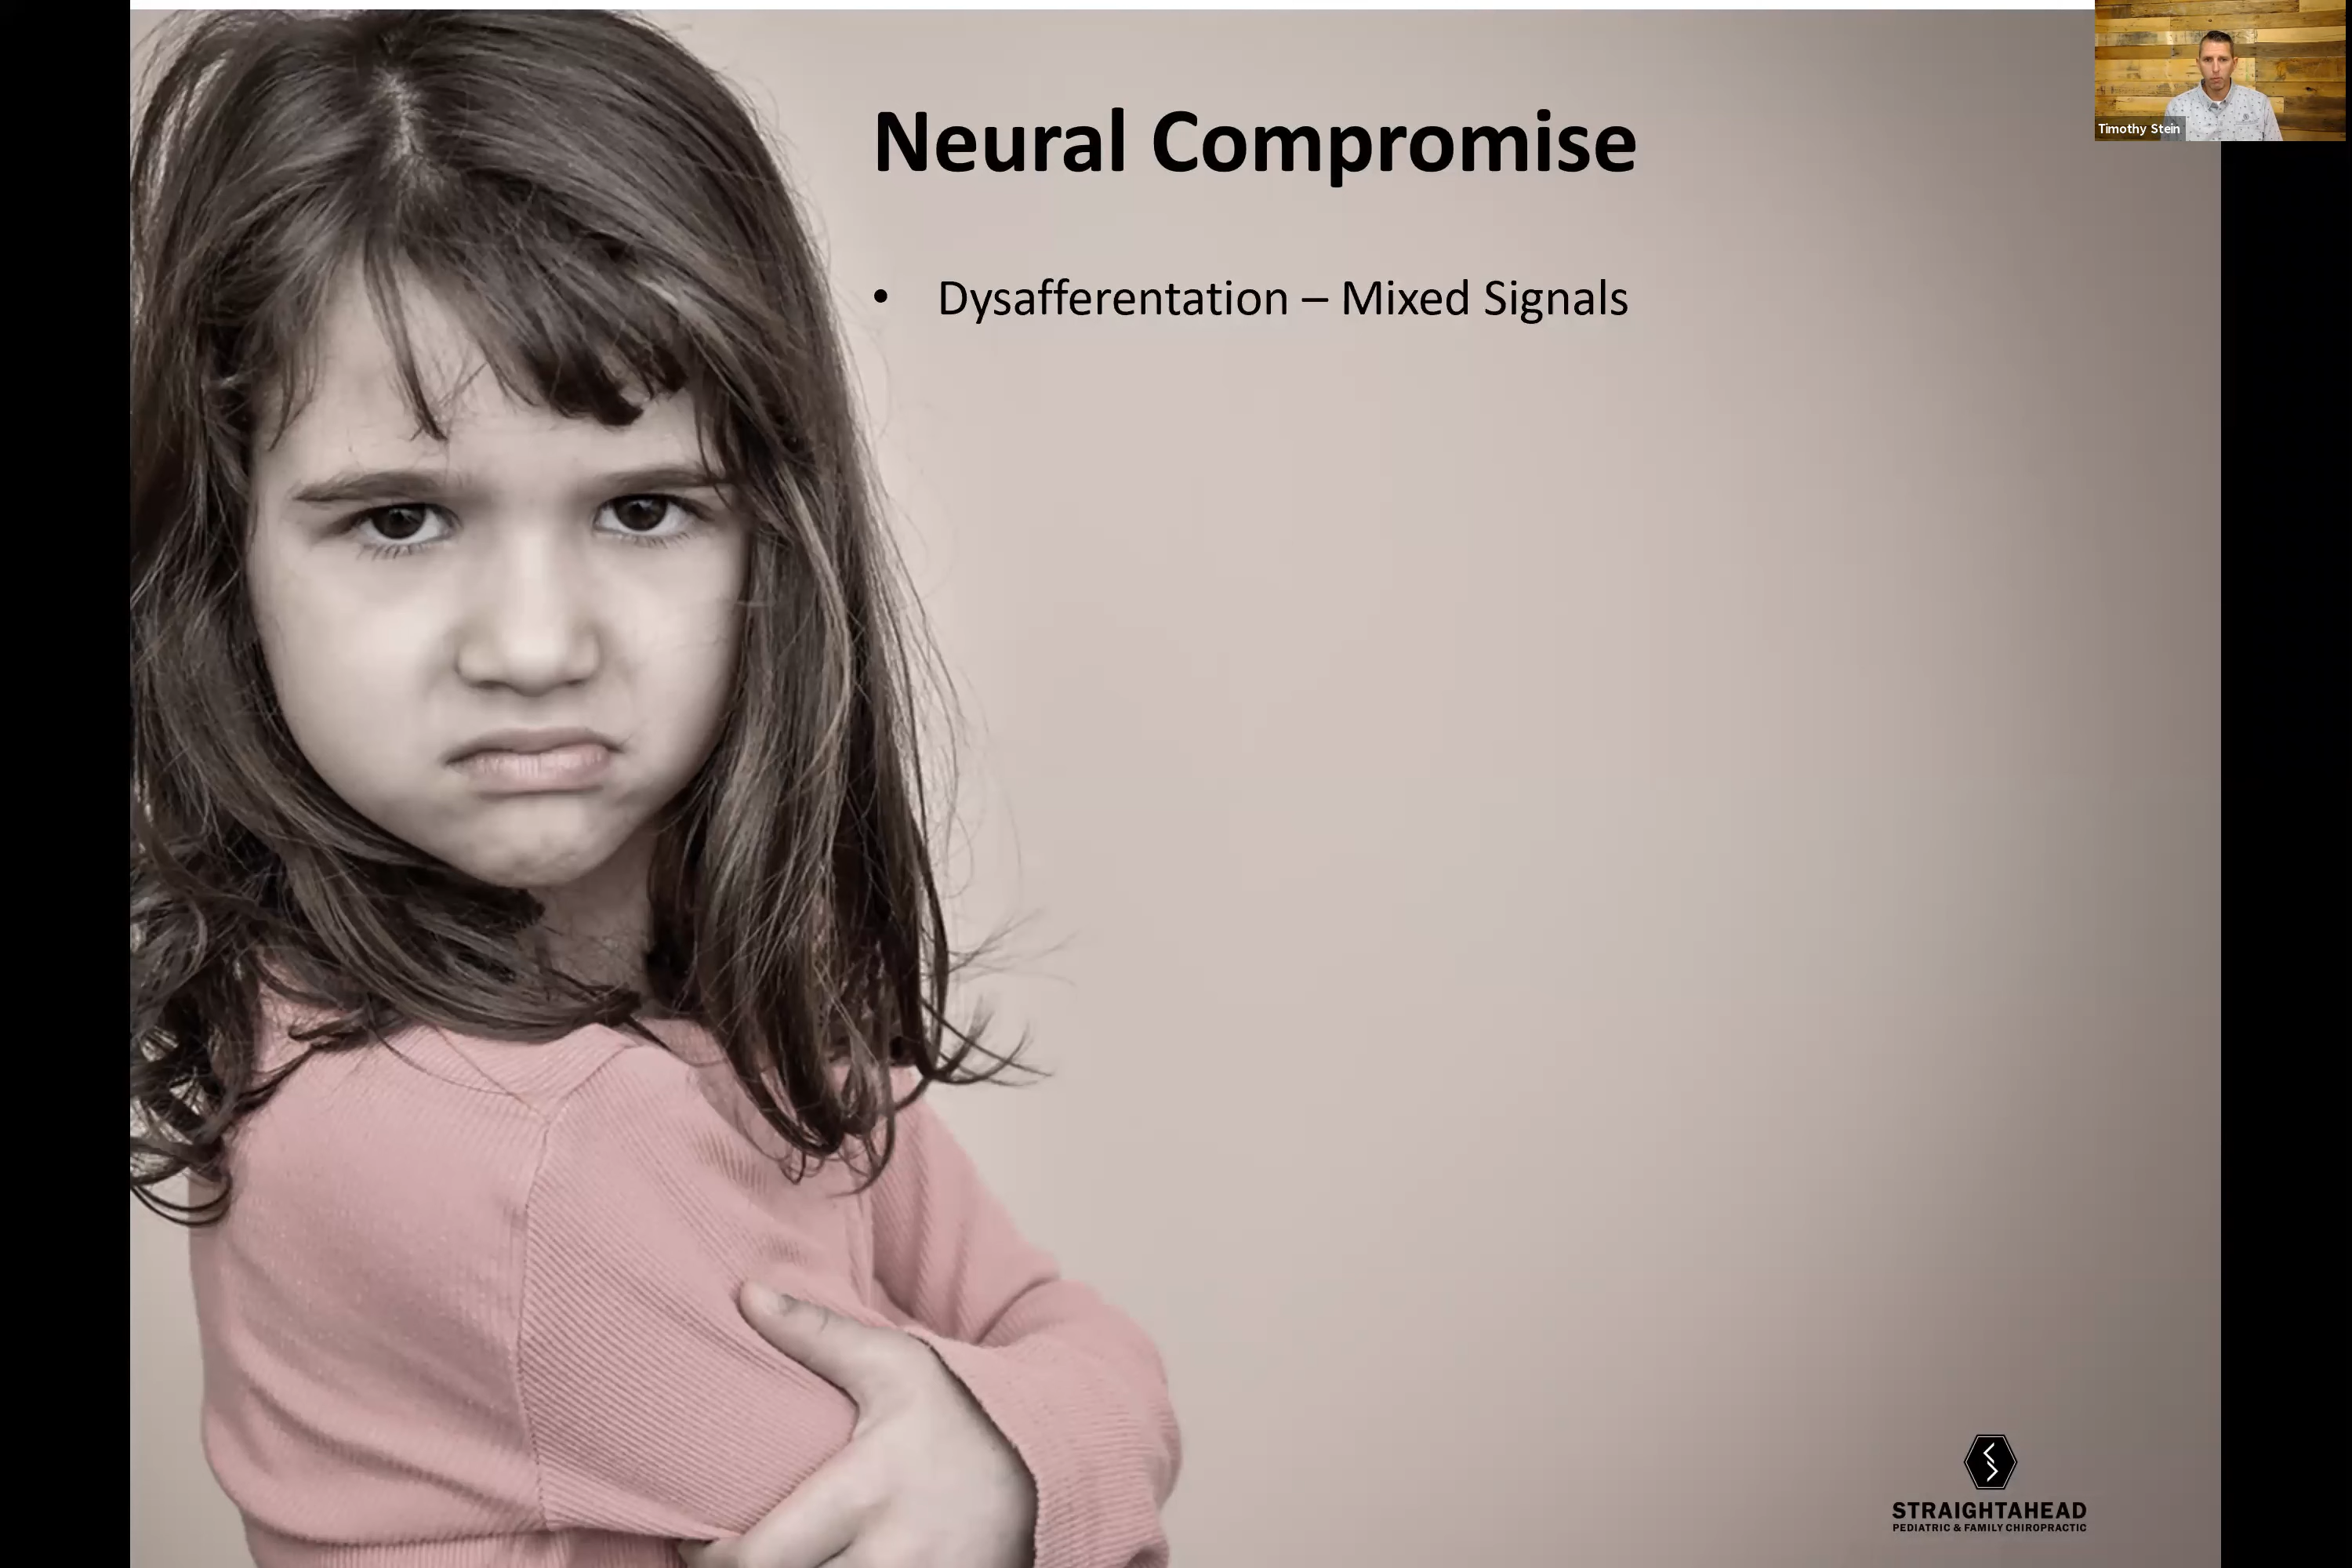 Neural Compromise
• Dysafferentation – Mixed Signals
Timothy Stein
STRAIGHTAHEAD
PEDIATRIC & FAMILY CHIROPRACTIC